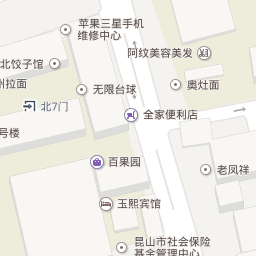 苹果三星手机
维修中心
阿纹美容美发
北饺子馆
州拉面
无限台球
奥灶面
北7门
全家便利店
号楼
百果园
老凤祥
玉熙宾馆
昆山市社会保险
基金管理中心